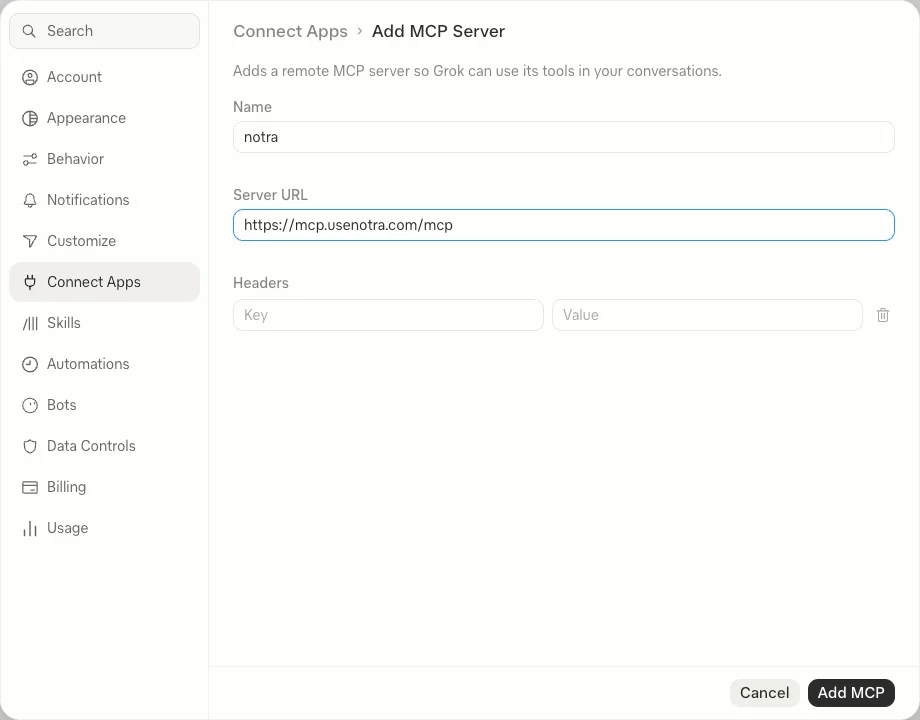 Search
Account
Appearance
Behavior
Notifications
Customize
Connect Apps
Skills
Automations
Bots
Data Controls
Billing
Usage
Connect Apps › Add MCP Server
Adds a remote MCP server so Grok can use its tools in your conversations.
Name
notra
Server URL
https://mcp.usenotra.com/mcp
Headers
Key Value
Cancel Add MCP